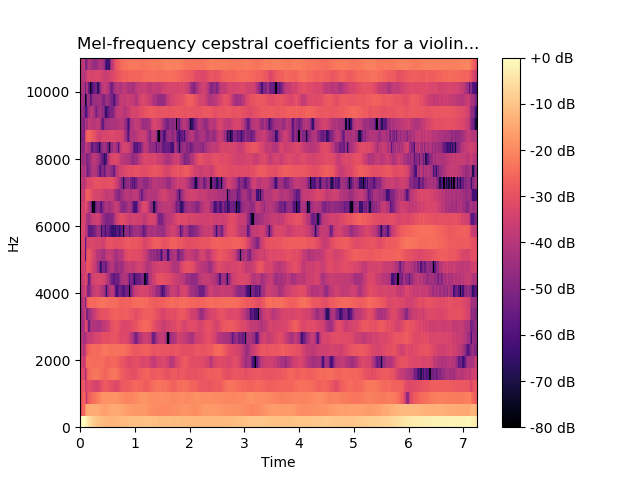 Mel-frequency cepstral coefficients for a violin...
Hz
10000
8000
6000
4000
2000
0
0 1 2 3 4 5 6 7
Time
+0 dB
-10 dB
-20 dB
-30 dB
-40 dB
-50 dB
-60 dB
-70 dB
-80 dB